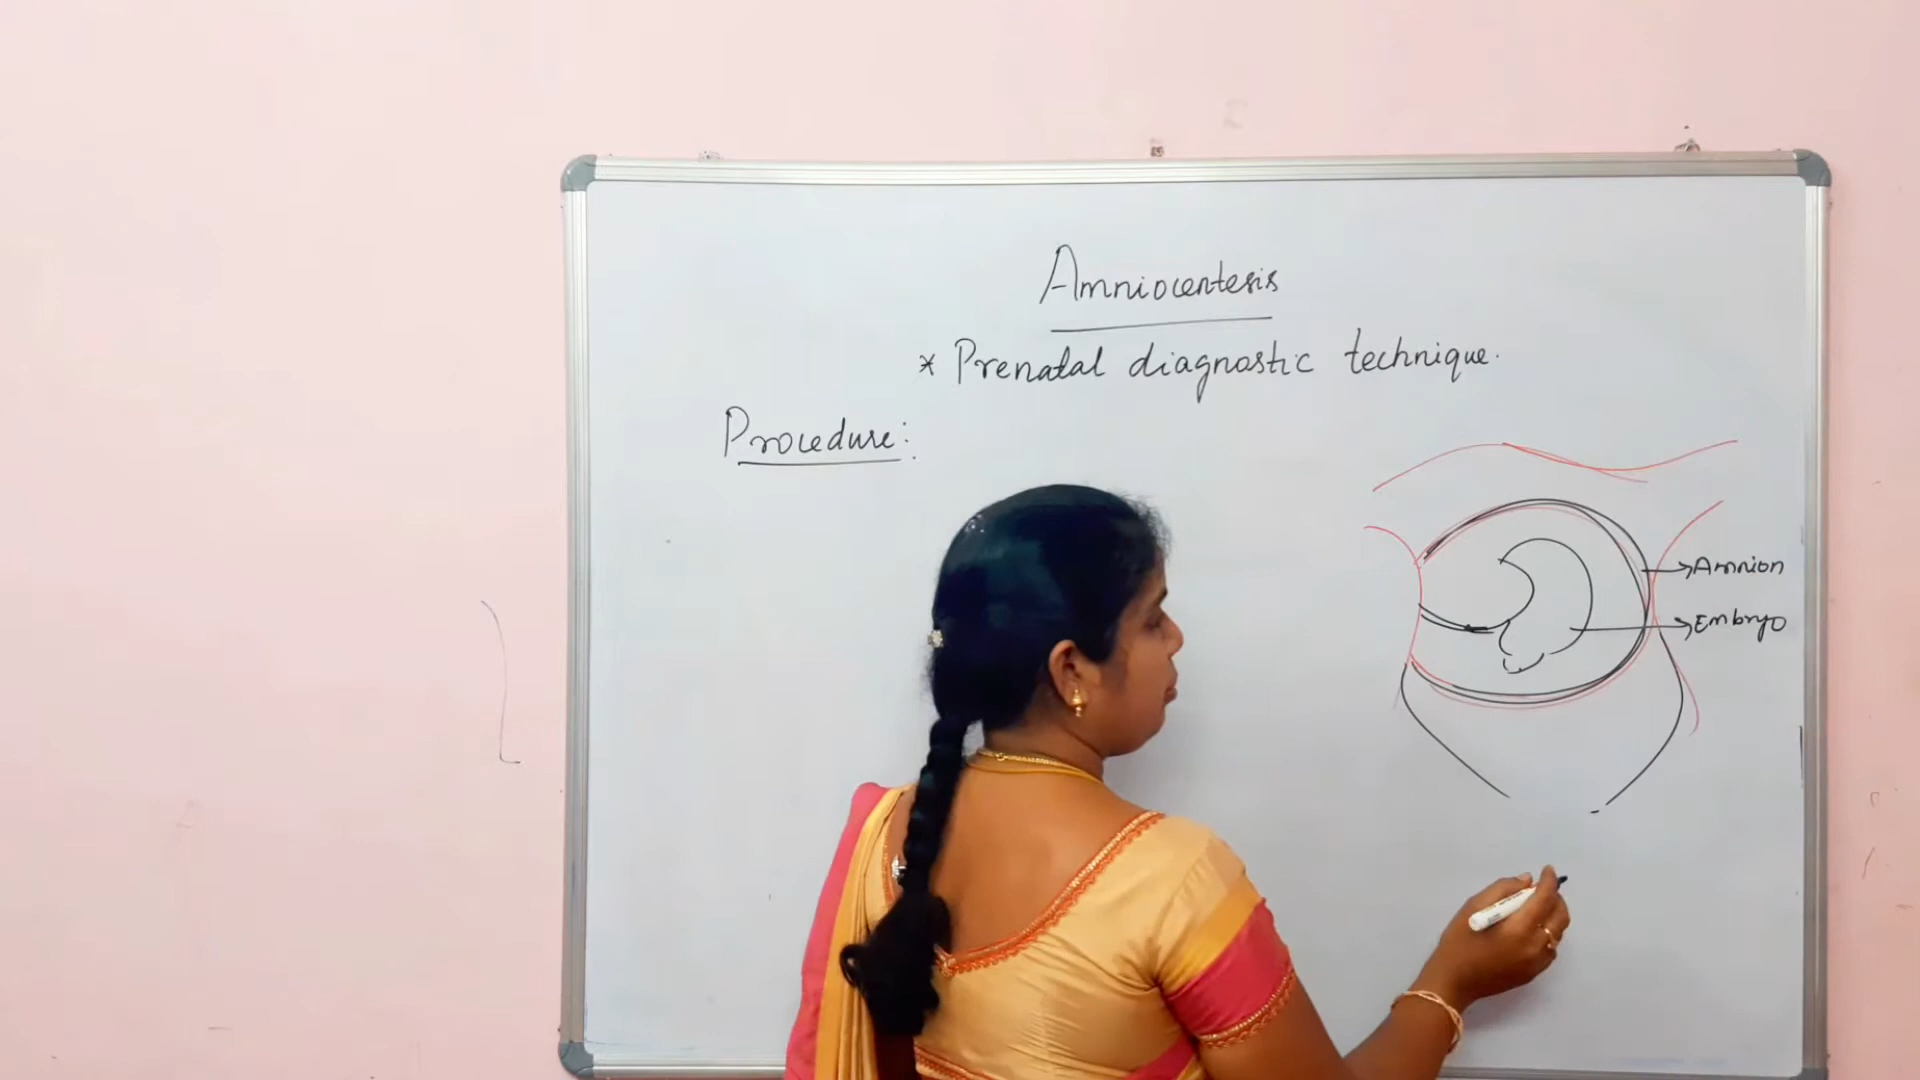 Amniocentesis
* Prenatal diagnostic technique.
Procedure:
Amnion
Embryo